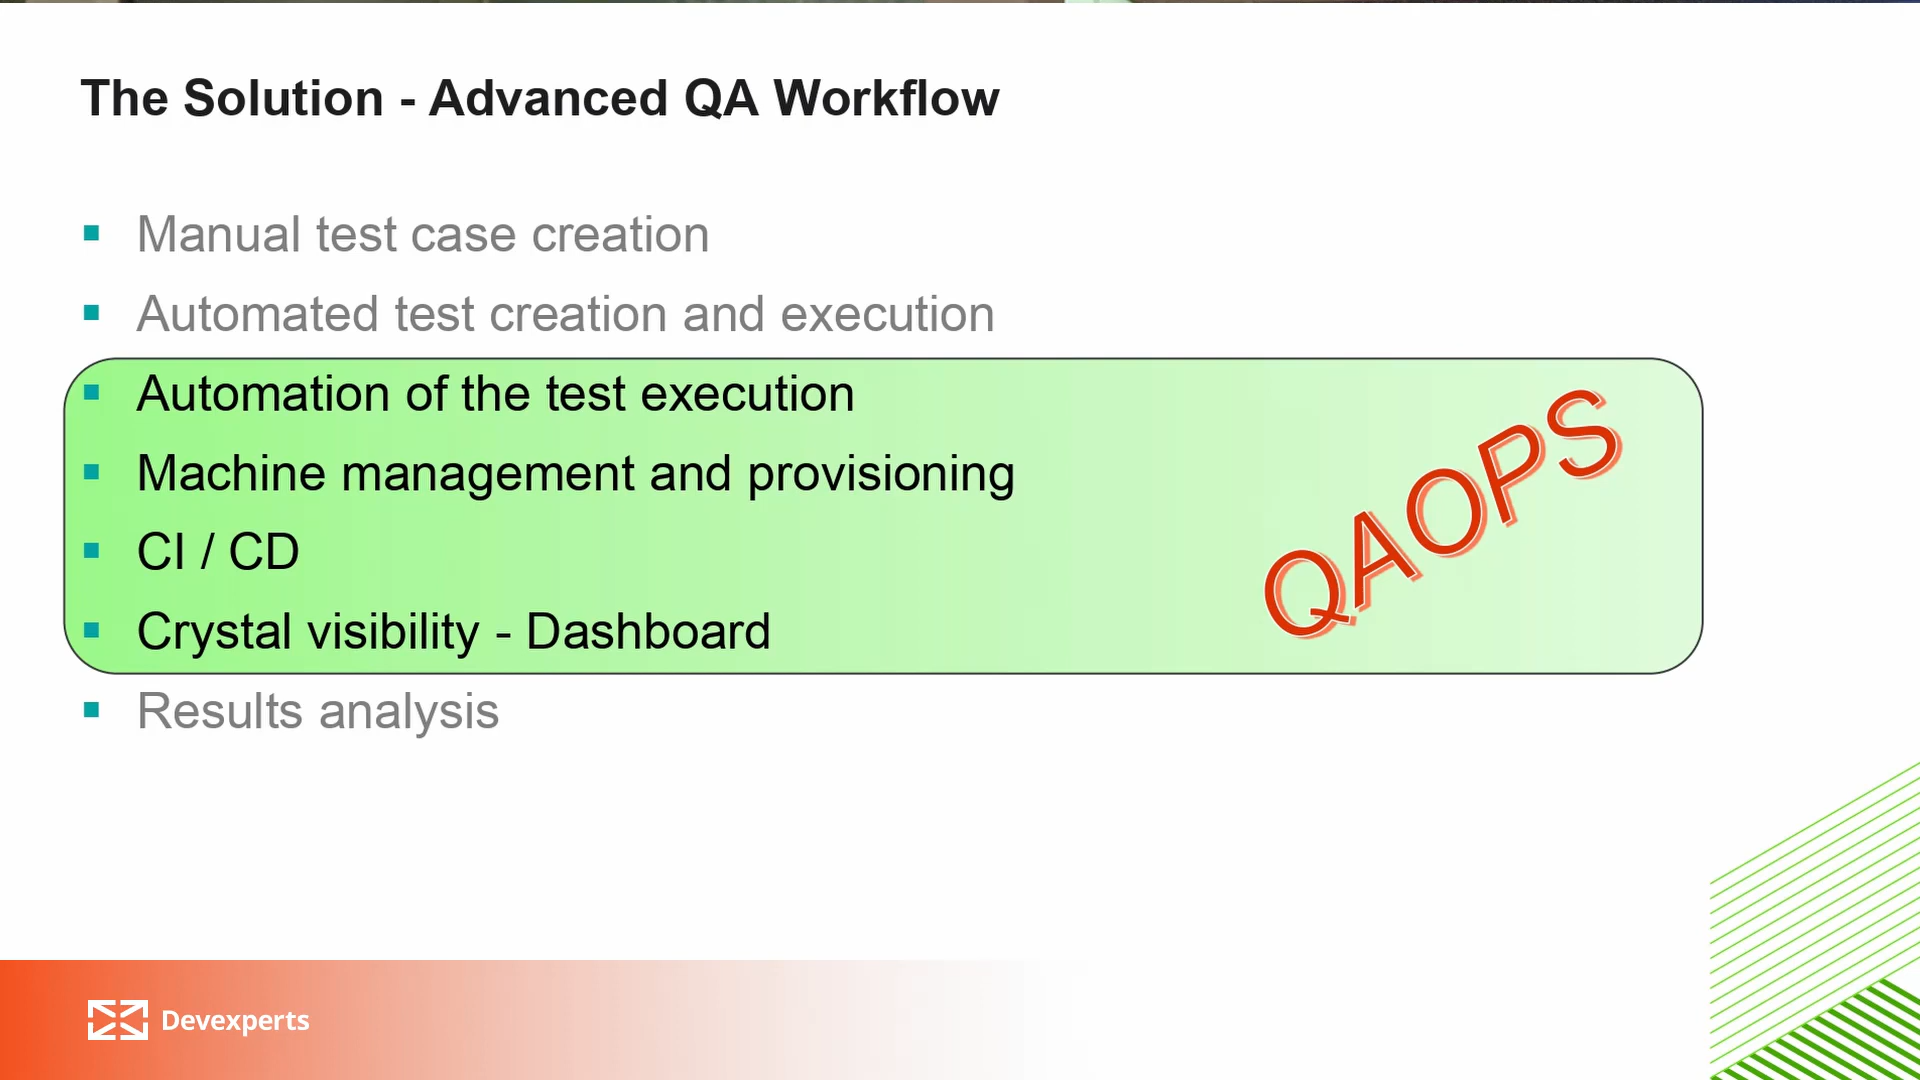 The Solution - Advanced QA Workflow
Manual test case creation
Automated test creation and execution
Automation of the test execution
Machine management and provisioning
CI / CD
Crystal visibility - Dashboard
QAOPS
Results analysis
Devexperts